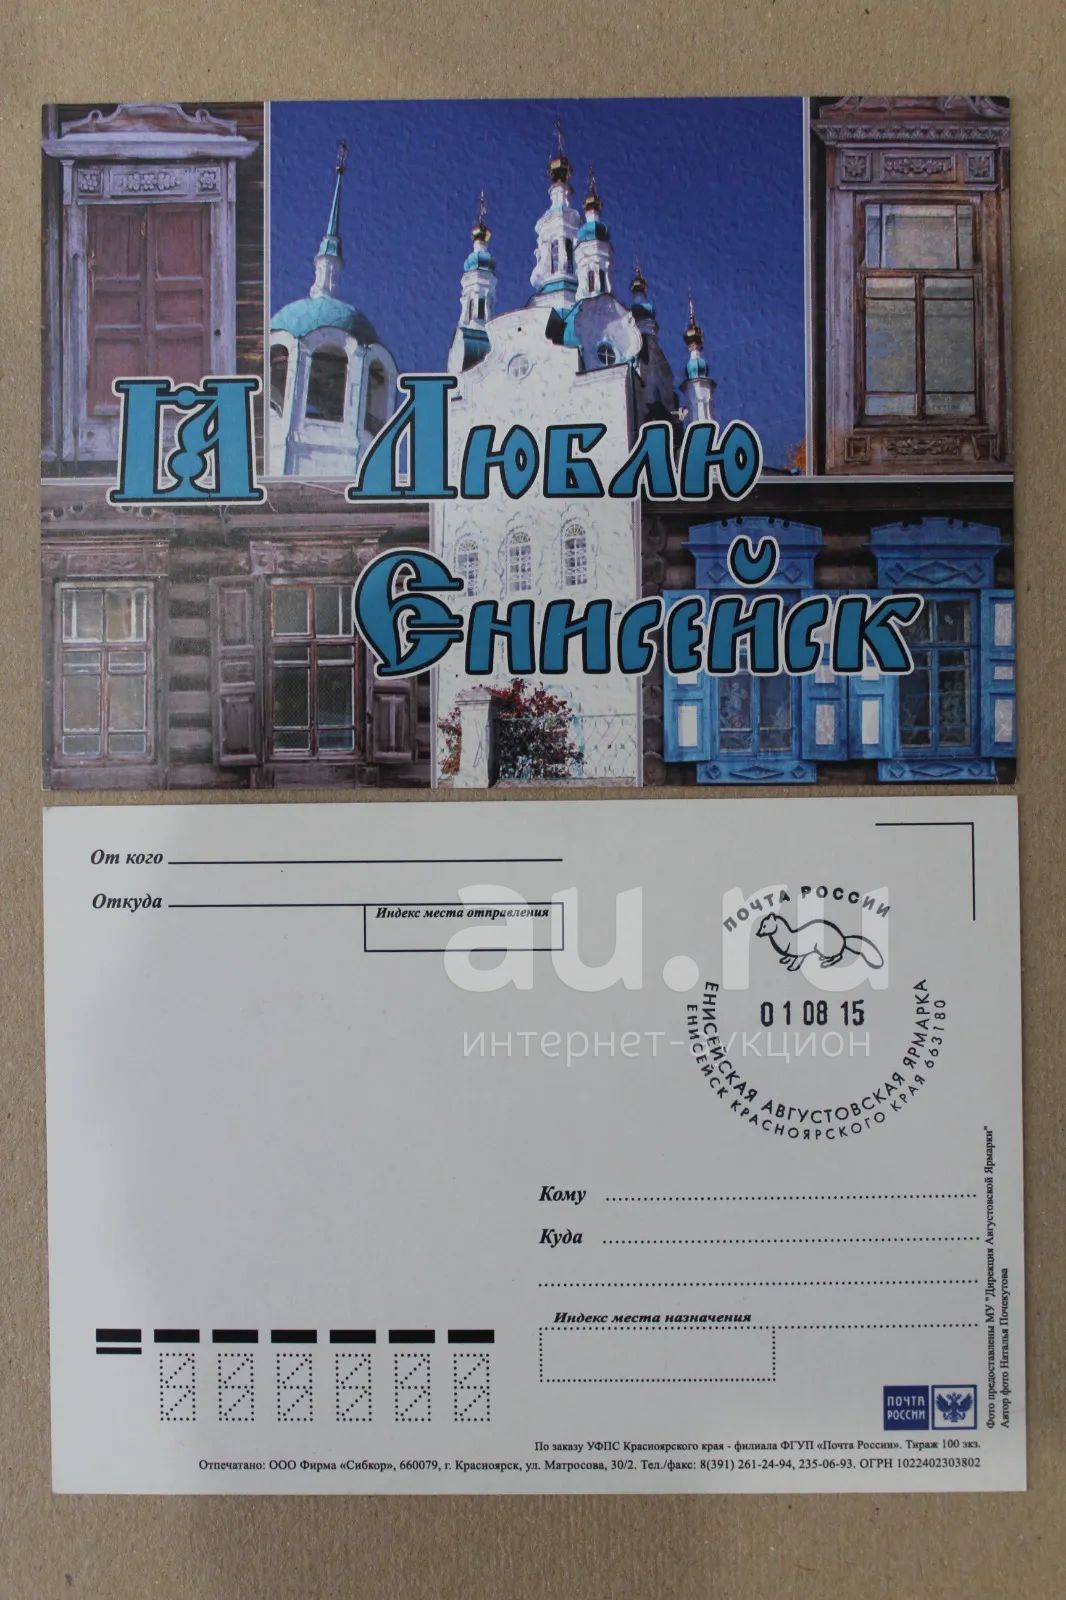 Я Люблю
Енисейск
От кого
Откуда
Индекс места отправления
ПОЧТА РОССИИ
01 08 15
ЕНИСЕЙСКАЯ АВГУСТОВСКАЯ ЯРМАРКА
ЕНИСЕЙСК КРАСНОЯРСКОГО КРАЯ 663180
au.ru
интернет-аукцион
Кому
Куда
Индекс места назначения
Фото предоставлены МУ "Дирекция Августовской Ярмарки"
Автор фото Наталья Почекутова
ПОЧТА
РОССИИ
По заказу УФПС Красноярского края - филиала ФГУП «Почта России». Тираж 100 экз.
Отпечатано: ООО Фирма «Сибкор», 660079, г. Красноярск, ул. Матросова, 30/2. Тел./факс: 8(391) 261-24-94, 235-06-93. ОГРН 1022402303802